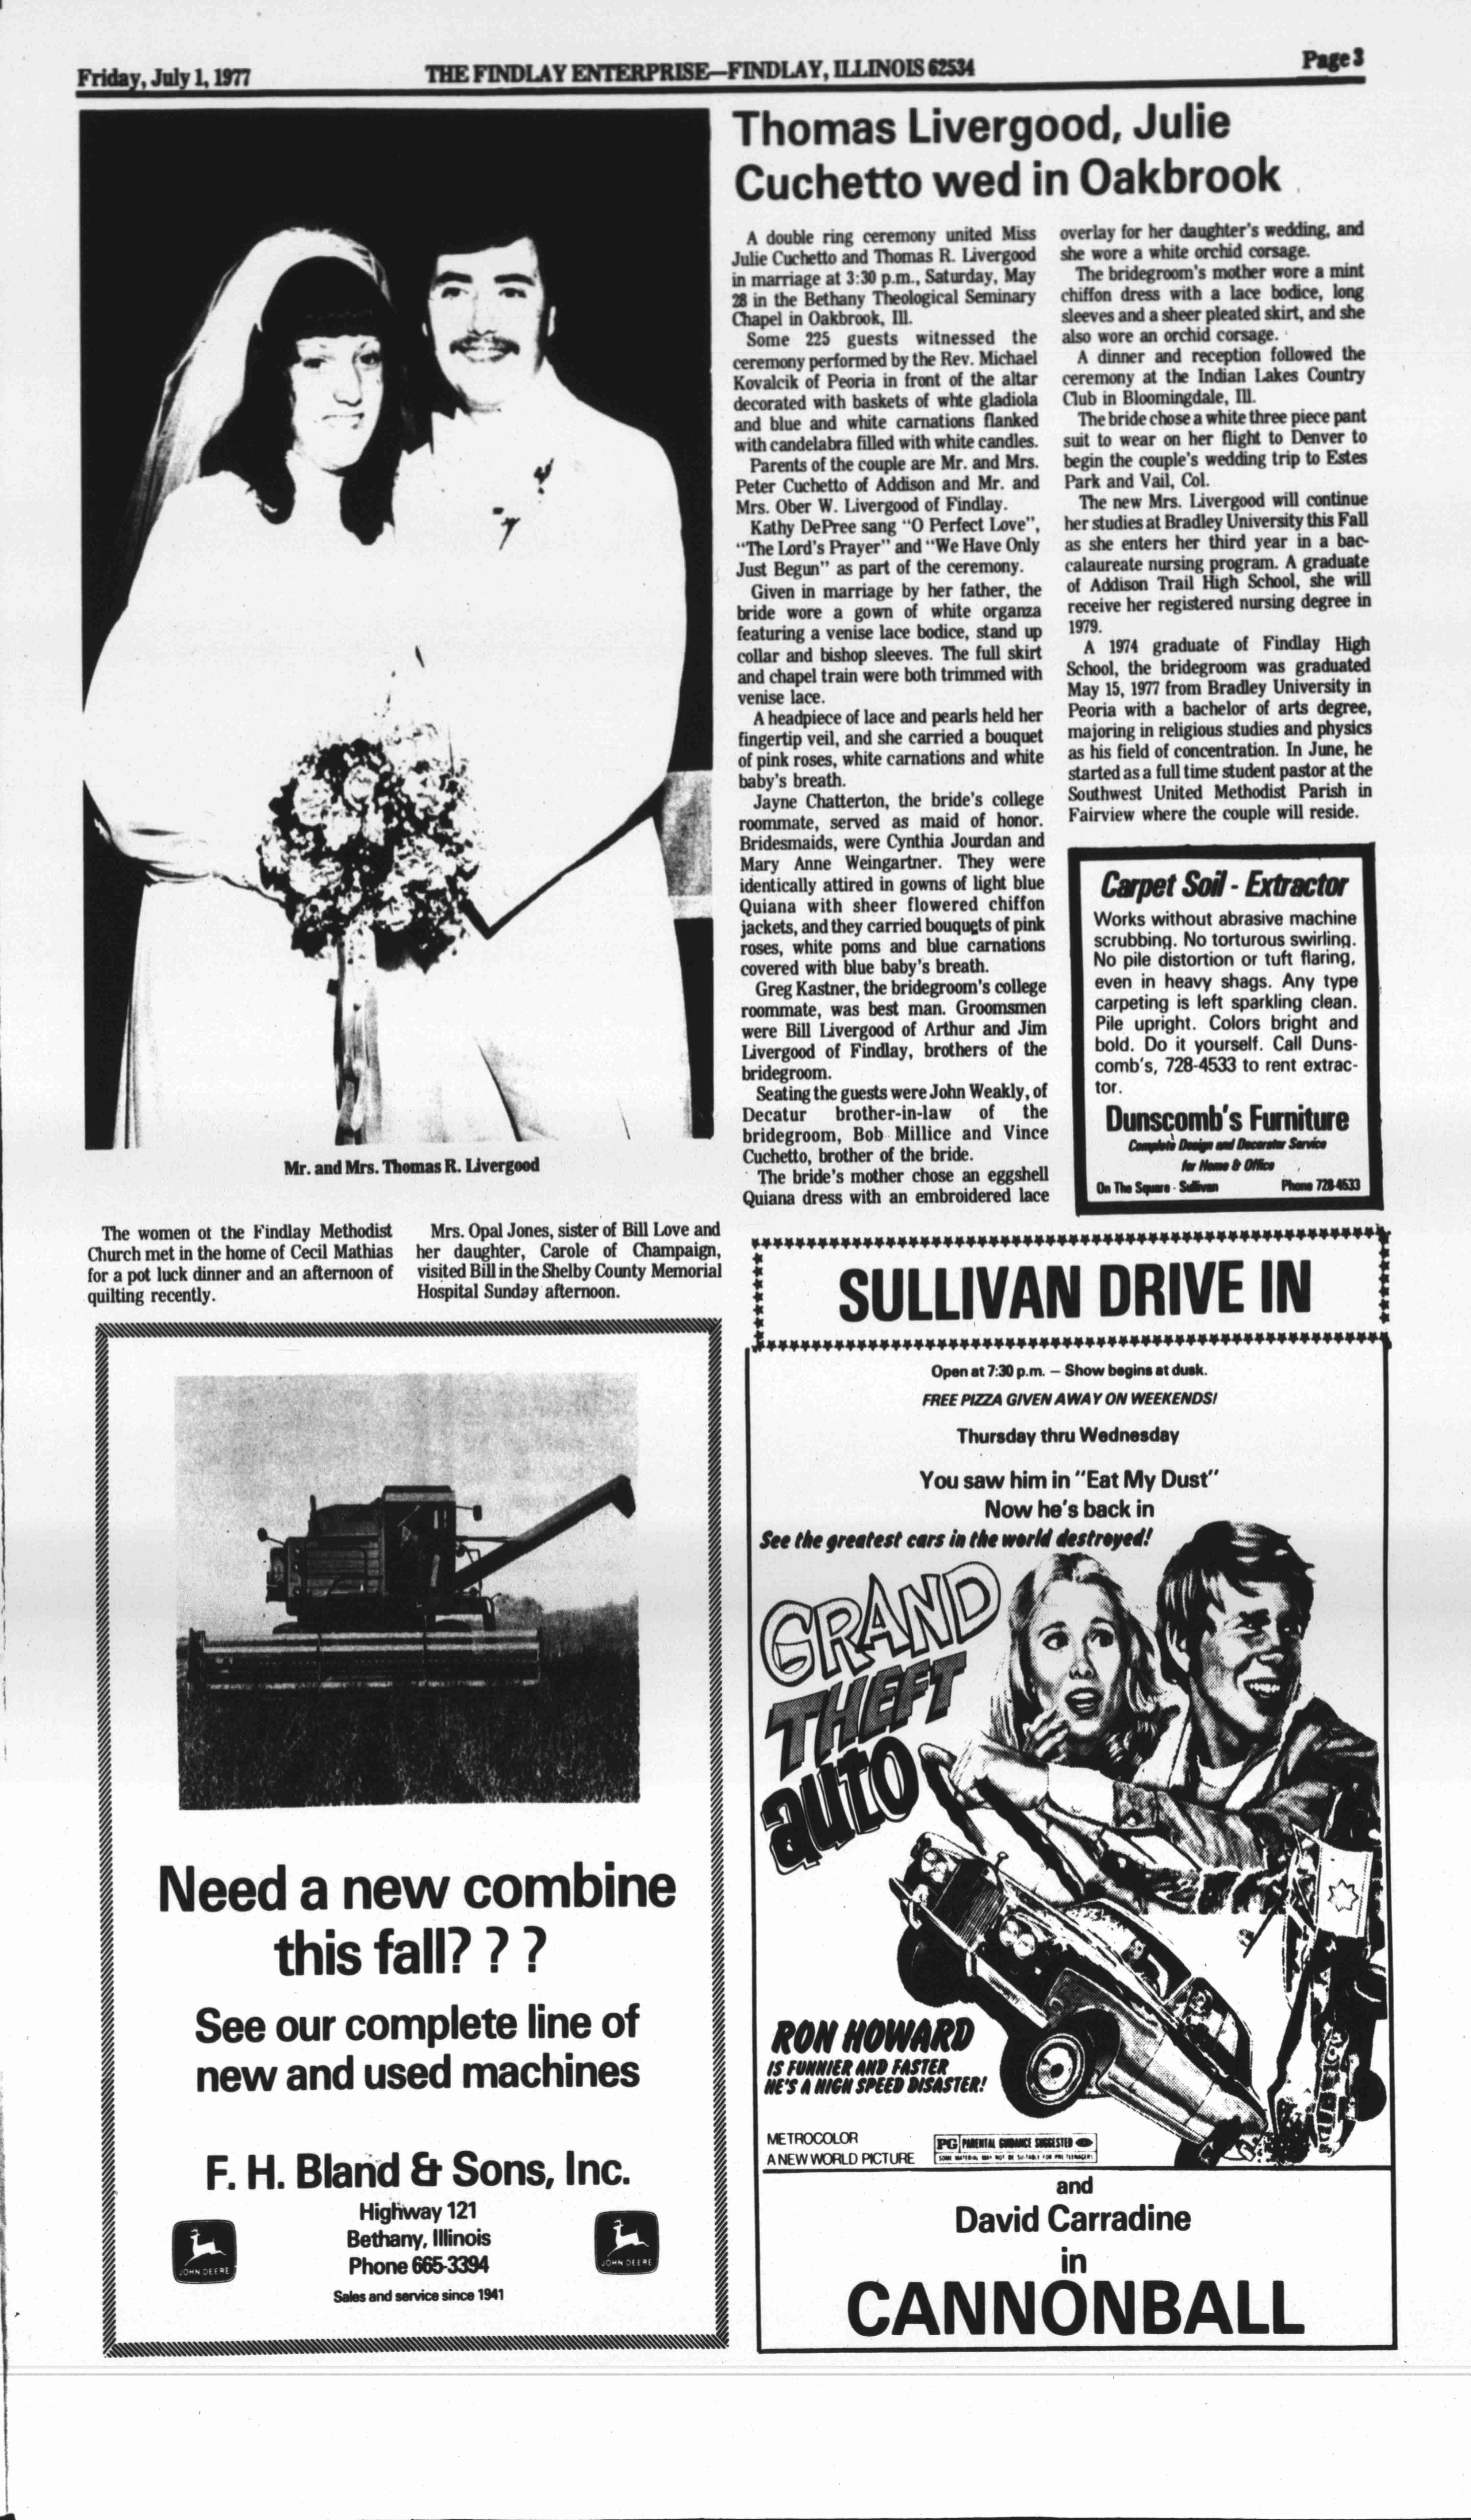 Friday, July 1, 1977
THE FINDLAY ENTERPRISE—FINDLAY, ILLINOIS 62534
Page 3
Thomas Livergood, Julie
Cuchetto wed in Oakbrook
A double ring ceremony united Miss
Julie Cuchetto and Thomas R. Livergood
in marriage at 3:30 p.m., Saturday, May
28 in the Bethany Theological Seminary
Chapel in Oakbrook, Ill.
Some 225 guests witnessed the
ceremony performed by the Rev. Michael
Kovalcik of Peoria in front of the altar
decorated with baskets of whte gladiola
and blue and white carnations flanked
with candelabra filled with white candles.
Parents of the couple are Mr. and Mrs.
Peter Cuchetto of Addison and Mr. and
Mrs. Ober W. Livergood of Findlay.
Kathy DePree sang "O Perfect Love",
"The Lord's Prayer" and "We Have Only
Just Begun" as part of the ceremony.
Given in marriage by her father, the
bride wore a gown of white organza
featuring a venise lace bodice, stand up
collar and bishop sleeves. The full skirt
and chapel train were both trimmed with
venise lace.
A headpiece of lace and pearls held her
fingertip veil, and she carried a bouquet
of pink roses, white carnations and white
baby's breath.
Jayne Chatterton, the bride's college
roommate, served as maid of honor.
Bridesmaids, were Cynthia Jourdan and
Mary Anne Weingartner. They were
identically attired in gowns of light blue
Quiana with sheer flowered chiffon
jackets, and they carried bouquets of pink
roses, white poms and blue carnations
covered with blue baby's breath.
Greg Kastner, the bridegroom's college
roommate, was best man. Groomsmen
were Bill Livergood of Arthur and Jim
Livergood of Findlay, brothers of the
bridegroom.
Seating the guests were John Weakly, of
Decatur brother-in-law of the
bridegroom, Bob Millice and Vince
Cuchetto, brother of the bride.
The bride's mother chose an eggshell
Quiana dress with an embroidered lace
overlay for her daughter's wedding, and
she wore a white orchid corsage.
The bridegroom's mother wore a mint
chiffon dress with a lace bodice, long
sleeves and a sheer pleated skirt, and she
also wore an orchid corsage.
A dinner and reception followed the
ceremony at the Indian Lakes Country
Club in Bloomingdale, Ill.
The bride chose a white three piece pant
suit to wear on her flight to Denver to
begin the couple's wedding trip to Estes
Park and Vail, Col.
The new Mrs. Livergood will continue
her studies at Bradley University this Fall
as she enters her third year in a bac-
calaureate nursing program. A graduate
of Addison Trail High School, she will
receive her registered nursing degree in
1979.
A 1974 graduate of Findlay High
School, the bridegroom was graduated
May 15, 1977 from Bradley University in
Peoria with a bachelor of arts degree,
majoring in religious studies and physics
as his field of concentration. In June, he
started as a full time student pastor at the
Southwest United Methodist Parish in
Fairview where the couple will reside.
Mr. and Mrs. Thomas R. Livergood
The women of the Findlay Methodist
Church met in the home of Cecil Mathias
for a pot luck dinner and an afternoon of
quilting recently.
Mrs. Opal Jones, sister of Bill Love and
her daughter, Carole of Champaign,
visited Bill in the Shelby County Memorial
Hospital Sunday afternoon.
Carpet Soil - Extractor
Works without abrasive machine
scrubbing. No torturous swirling.
No pile distortion or tuft flaring,
even in heavy shags. Any type
carpeting is left sparkling clean.
Pile upright. Colors bright and
bold. Do it yourself. Call Duns-
comb's, 728-4533 to rent extrac-
tor.
Dunscomb's Furniture
Complete Design and Decorator Service
for Home & Office
On The Square - Sullivan
Phone 728-4533
Need a new combine
this fall? ? ?
See our complete line of
new and used machines
F. H. Bland & Sons, Inc.
Highway 121
Bethany, Illinois
Phone 665-3394
Sales and service since 1941
JOHN DEERE
JOHN DEERE
SULLIVAN DRIVE IN
Open at 7:30 p.m. — Show begins at dusk.
FREE PIZZA GIVEN AWAY ON WEEKENDS!
Thursday thru Wednesday
You saw him in "Eat My Dust"
Now he's back in
See the greatest cars in the world destroyed!
GRAND
THEFT
auto
RON HOWARD
IS FUNNIER AND FASTER
HE'S A HIGH SPEED DISASTER!
METROCOLOR
A NEW WORLD PICTURE
PG PARENTAL GUIDANCE SUGGESTED
SOME MATERIAL MAY NOT BE SUITABLE FOR PRE-TEENAGERS
and
David Carradine
in
CANNONBALL